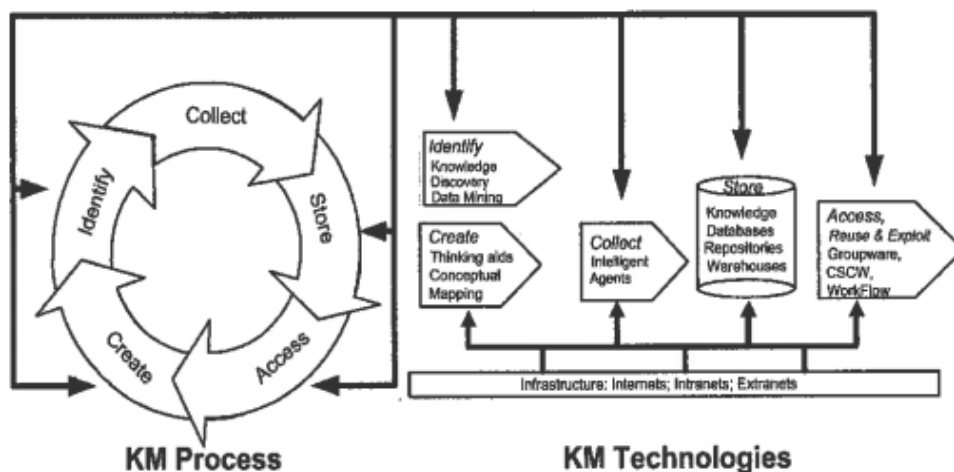 Collect
Identify
Store
Create
Access
KM Process
Identify
Knowledge
Discovery
Data Mining
Create
Thinking aids
Conceptual
Mapping
Collect
Intelligent
Agents
Store
Knowledge
Databases
Repositories
Warehouses
Access,
Reuse & Exploit
Groupware,
CSCW,
WorkFlow
Infrastructure: Internets; Intranets; Extranets
KM Technologies